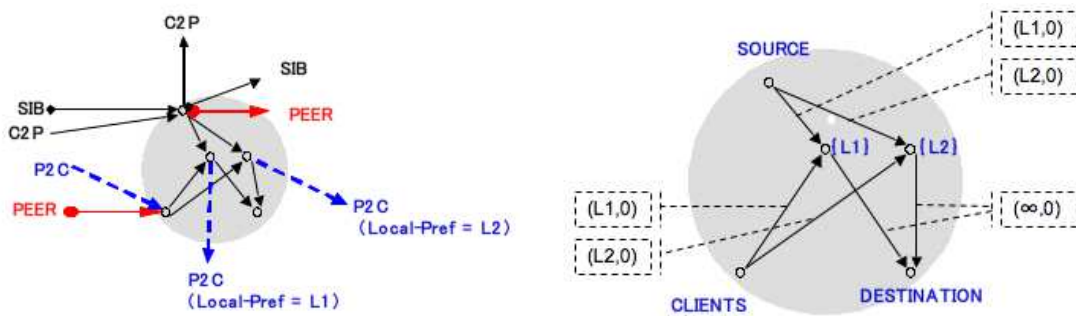 C2P
SIB
SIB
PEER
C2P
P2C
PEER
P2C
(Local-Pref = L2)
P2C
(Local-Pref = L1)
SOURCE
(L1,0)
(L2,0)
{L1}
{L2}
(L1,0)
(L2,0)
(∞,0)
CLIENTS
DESTINATION